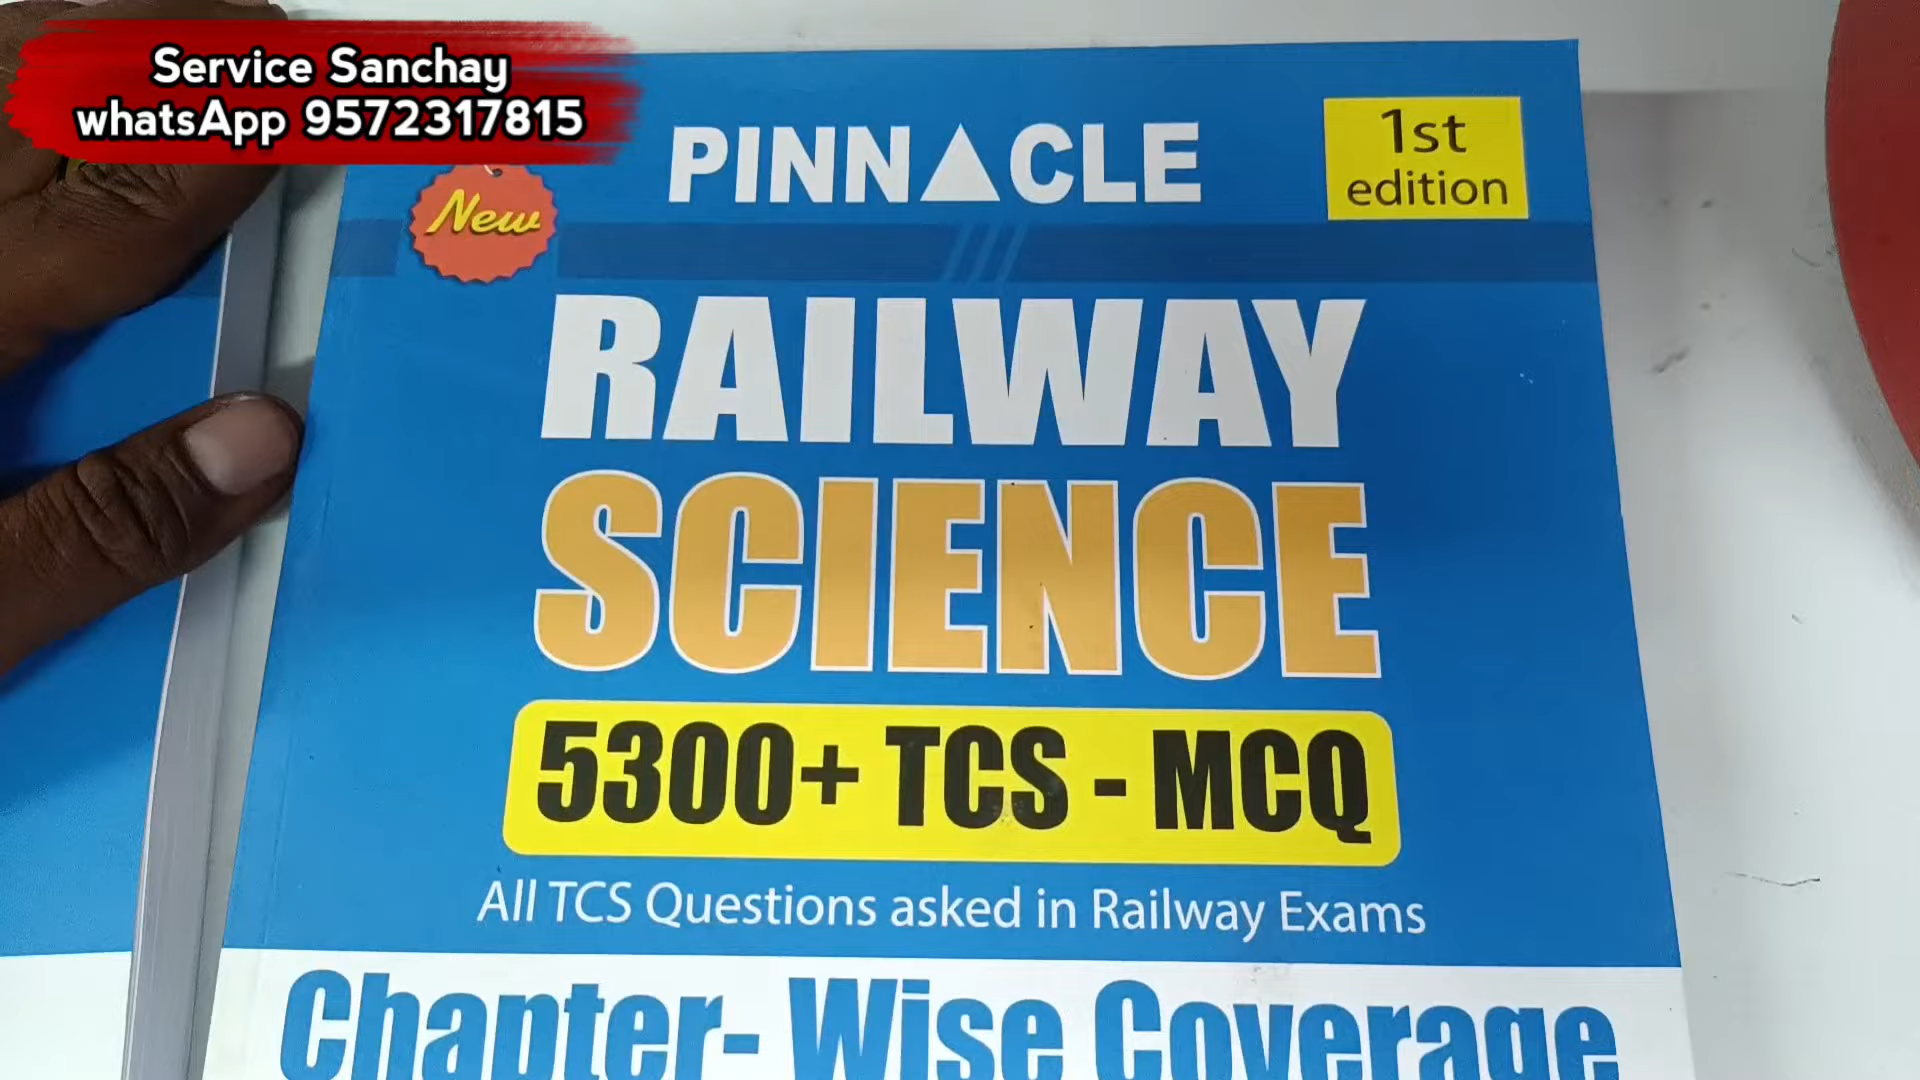 Service Sanchay
whatsApp 9572317815
PINNACLE
1st
edition
New
RAILWAY
SCIENCE
5300+ TCS - MCQ
All TCS Questions asked in Railway Exams
Chapter- Wise Coverage